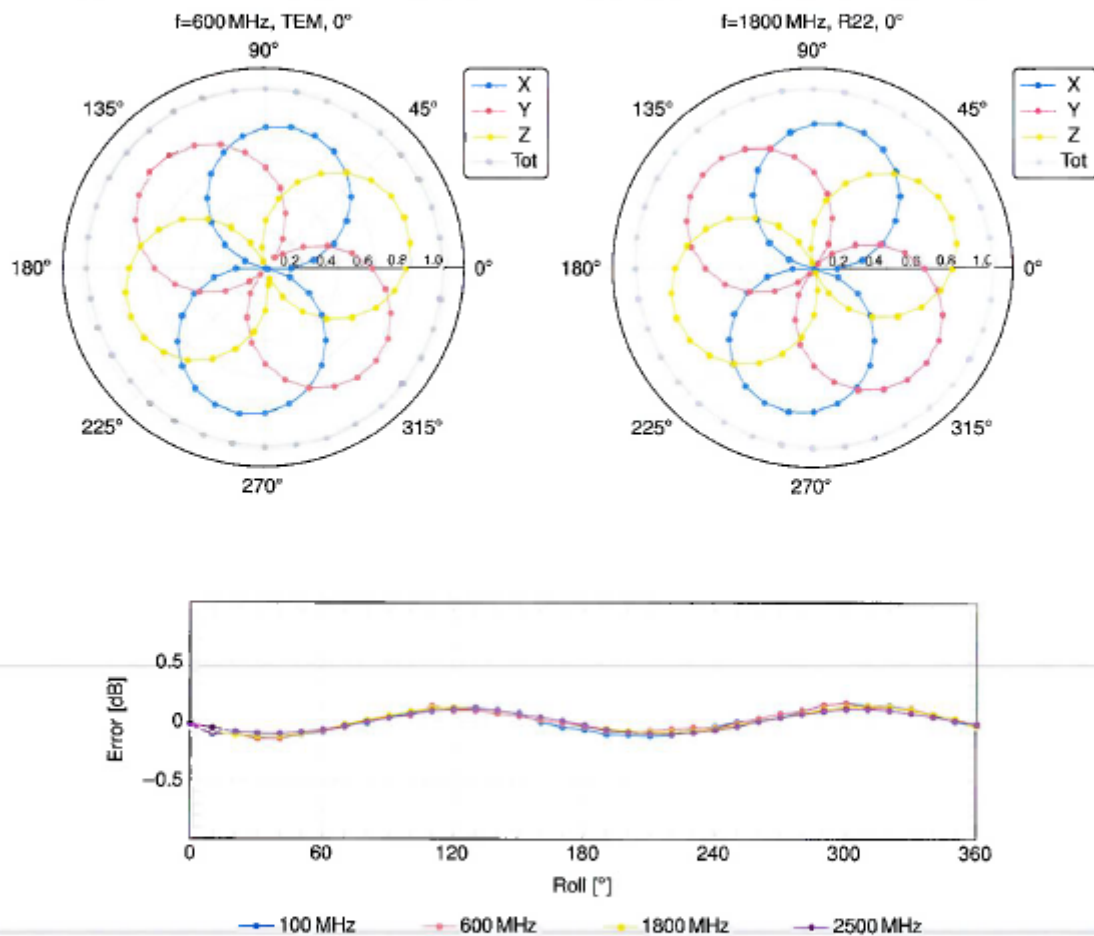 f=600 MHz, TEM, 0°
90°
135°
45°
X
Y
Z
Tot
180°
0.2 0.4 0.6 0.8 1.0
0°
225°
315°
270°
f=1800 MHz, R22, 0°
90°
135°
45°
X
Y
Z
Tot
180°
0.2 0.4 0.6 0.8 1.0
0°
225°
315°
270°
Error [dB]
0.5
0
−0.5
0 60 120 180 240 300 360
Roll [°]
100 MHz 600 MHz 1800 MHz 2500 MHz